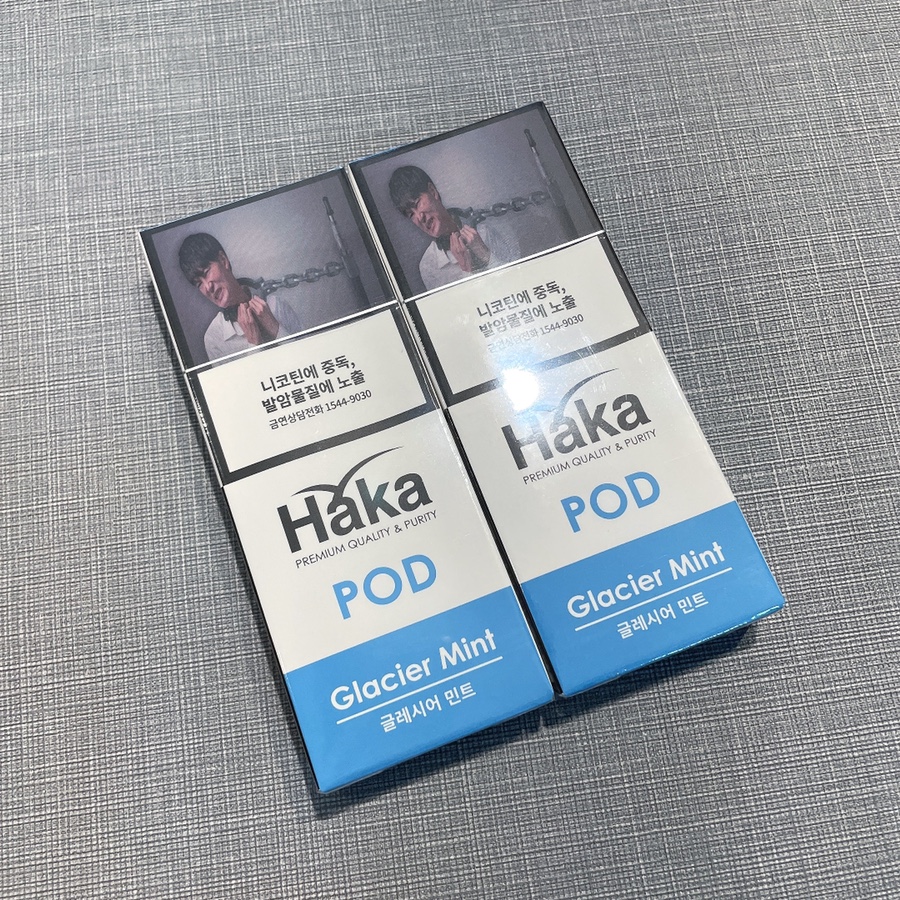 니코틴에 중독,
발암물질에 노출
금연상담전화 1544-9030
Haka
PREMIUM QUALITY & PURITY
POD
Glacier Mint
글레시어 민트
니코틴에 중독,
발암물질에 노출
금연상담전화 1544-9030
Haka
PREMIUM QUALITY & PURITY
POD
Glacier Mint
글레시어 민트